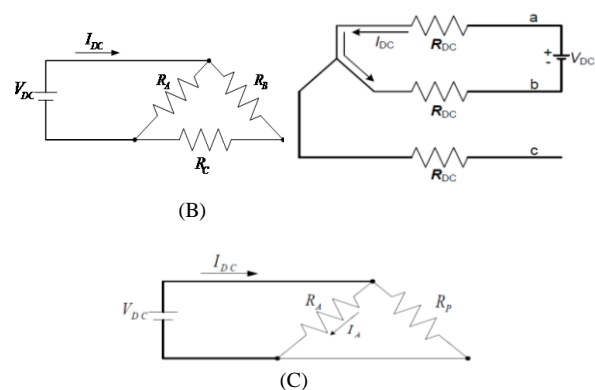 I_DC
V_DC
R_A
R_B
R_C
(B)
a
I_DC
R_DC
+
-
V_DC
b
R_DC
c
R_DC
I_DC
V_DC
R_A
I_A
R_P
(C)